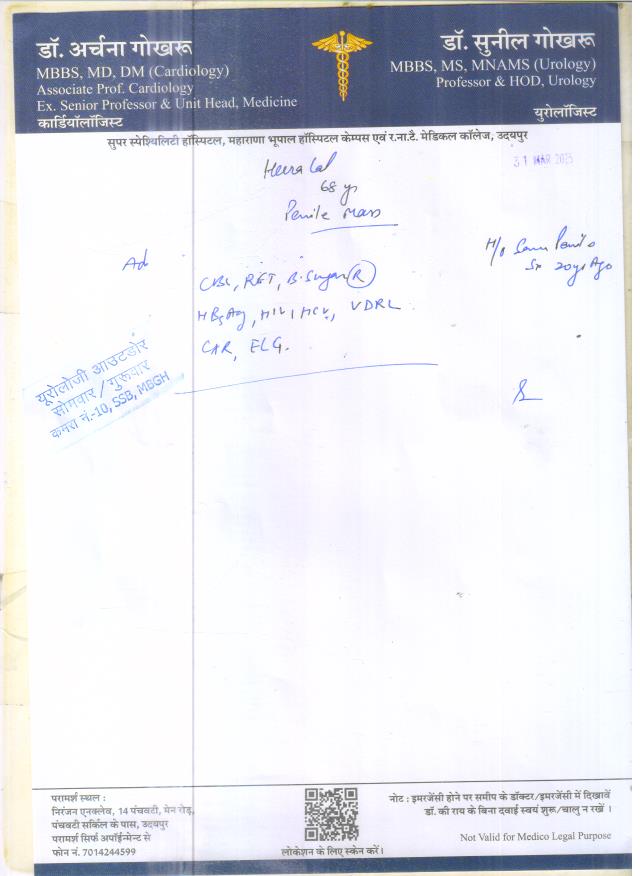 डॉ. अर्चना गोखरू
MBBS, MD, DM (Cardiology)
Associate Prof. Cardiology
Ex. Senior Professor & Unit Head, Medicine
कार्डियॉलॉजिस्ट
डॉ. सुनील गोखरू
MBBS, MS, MNAMS (Urology)
Professor & HOD, Urology
युरोलॉजिस्ट
सुपर स्पेश्यिलिटी हॉस्पिटल, महाराणा भूपाल हॉस्पिटल केम्पस एवं र.ना.टै. मेडिकल कॉलेज, उदयपुर
31 MAR 2025
Heera Lal
68 yr
Penile Mass
H/o
20yr Ago
Ad
CBC, RFT, B. Sugar (R)
HBsAg, HIV, HCV, VDRL
CXR, ECG.
यूरोलोजी आउटडोर
सोमवार / गुरूवार
कमरा नं.-10, SSB, MBGH
परामर्श स्थल :
निरंजन एनक्लेव, 14 पंचवटी, मेन रोड़,
पंचवटी सर्किल के पास, उदयपुर
परामर्श सिर्फ अपॉईन्मेन्ट से
फोन नं. 7014244599
लोकेशन के लिए स्केन करें।
नोट : इमरजेंसी होने पर समीप के डॉक्टर/इमरजेंसी में दिखावें
डॉ. की राय के बिना दवाई स्वयं शुरू/चालु न रखें ।
Not Valid for Medico Legal Purpose